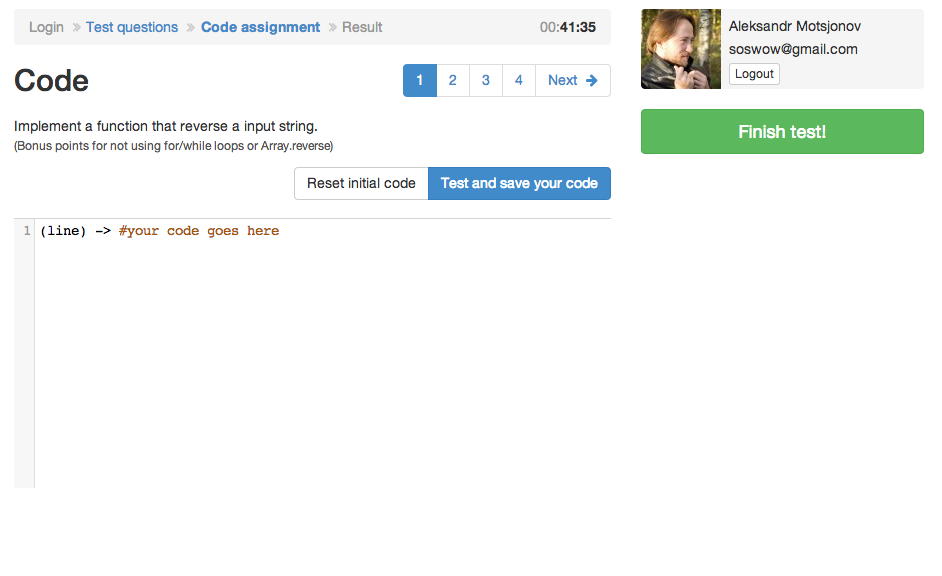 Login » Test questions » Code assignment » Result 00:41:35
Aleksandr Motsjonov
soswow@gmail.com
Logout
Code
1 2 3 4 Next →
Finish test!
Implement a function that reverse a input string.
(Bonus points for not using for/while loops or Array.reverse)
Reset initial code Test and save your code
1 (line) -> #your code goes here